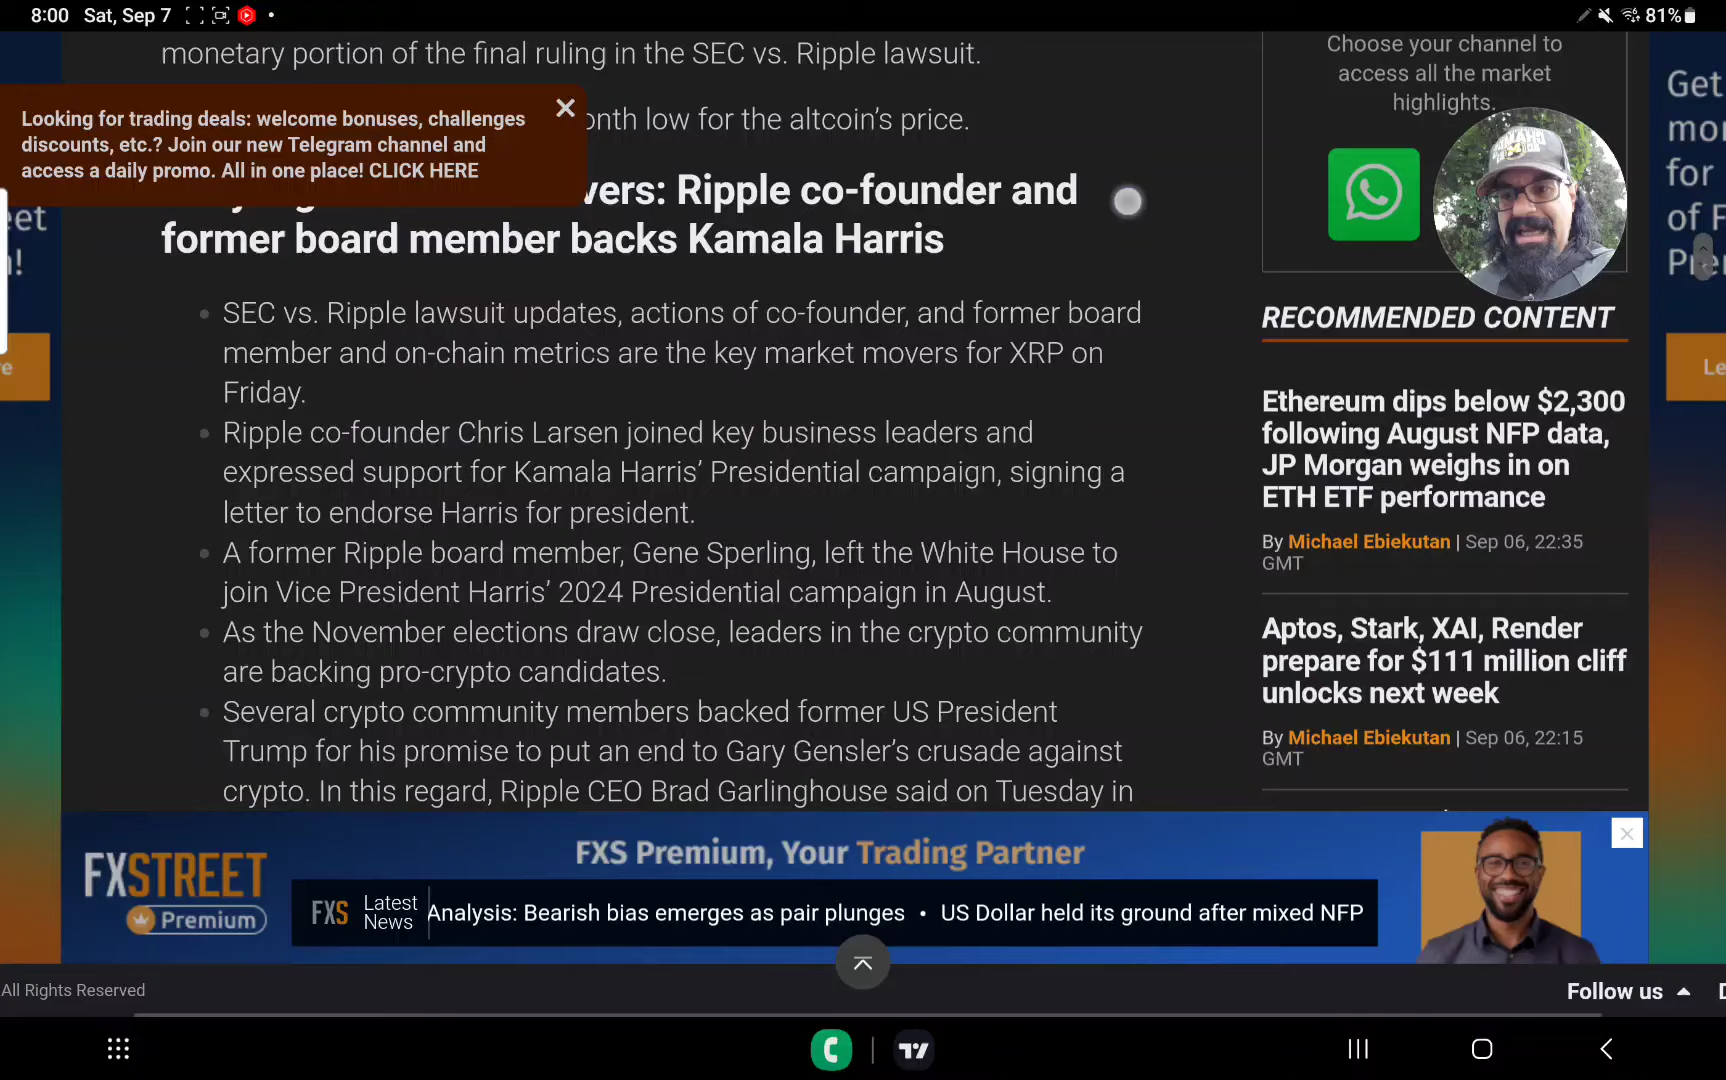 8:00 Sat, Sep 7
81%
monetary portion of the final ruling in the SEC vs. Ripple lawsuit.
Looking for trading deals: welcome bonuses, challenges
discounts, etc.? Join our new Telegram channel and
access a daily promo. All in one place! CLICK HERE
onth low for the altcoin's price.
vers: Ripple co-founder and
former board member backs Kamala Harris
SEC vs. Ripple lawsuit updates, actions of co-founder, and former board
member and on-chain metrics are the key market movers for XRP on
Friday.
Ripple co-founder Chris Larsen joined key business leaders and
expressed support for Kamala Harris' Presidential campaign, signing a
letter to endorse Harris for president.
A former Ripple board member, Gene Sperling, left the White House to
join Vice President Harris' 2024 Presidential campaign in August.
As the November elections draw close, leaders in the crypto community
are backing pro-crypto candidates.
Several crypto community members backed former US President
Trump for his promise to put an end to Gary Gensler's crusade against
crypto. In this regard, Ripple CEO Brad Garlinghouse said on Tuesday in
Choose your channel to
access all the market
highlights.
RECOMMENDED CONTENT
Ethereum dips below $2,300
following August NFP data,
JP Morgan weighs in on
ETH ETF performance
By Michael Ebiekutan | Sep 06, 22:35
GMT
Aptos, Stark, XAI, Render
prepare for $111 million cliff
unlocks next week
By Michael Ebiekutan | Sep 06, 22:15
GMT
Get
for
of F
Le
eet
!
e
FXSTREET
Premium
FXS Premium, Your Trading Partner
FXS Latest
News
Analysis: Bearish bias emerges as pair plunges • US Dollar held its ground after mixed NFP
All Rights Reserved
Follow us